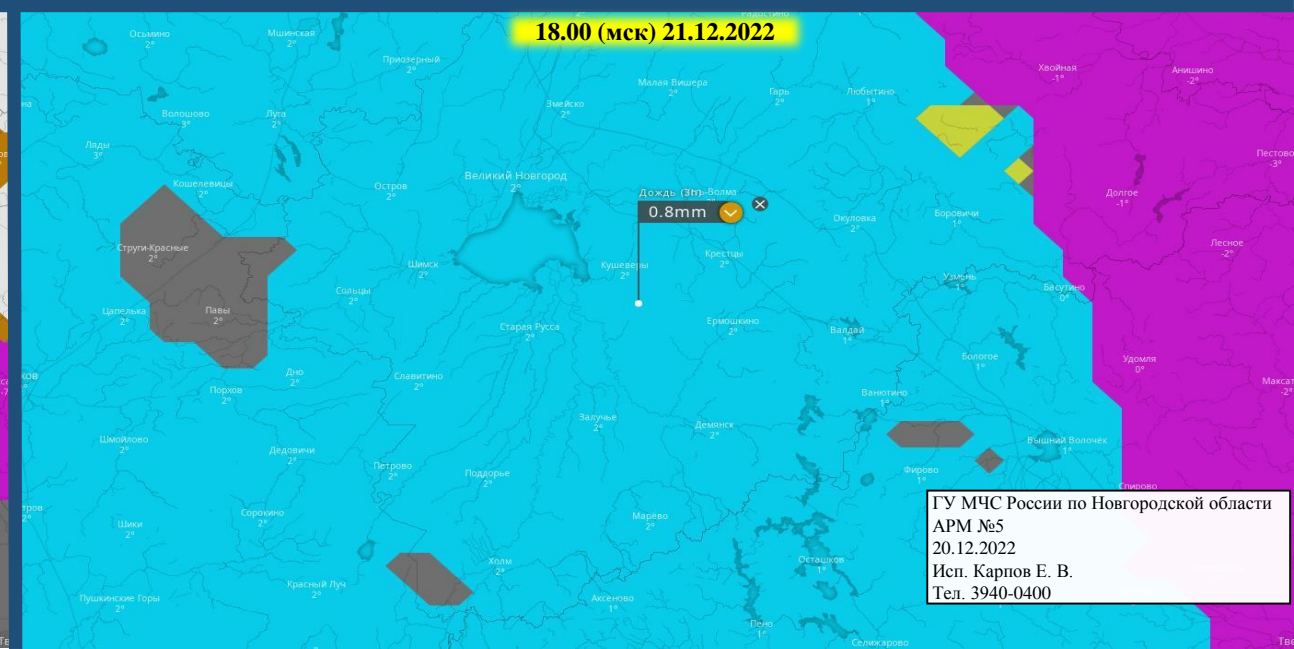 18.00 (мск) 21.12.2022
Радостино
2°
Осьмино
2°
Мшинская
2°
Приозерный
2°
Малая Вишера
2°
Гарь
2°
Любытино
1°
Хвойная
-1°
Анишино
-2°
Змейско
2°
Волошово
3°
Луга
2°
Ляды
3°
Пестово
-3°
Кошелевицы
2°
Остров
2°
Великий Новгород
2°
Дождь (3h)
-Волма
0.8mm
Долгое
-1°
Окуловка
2°
Боровичи
1°
Струги-Красные
2°
Лесное
-2°
Шимск
2°
Кушеверы
2°
Крестцы
2°
Узмень
1°
Басутино
0°
Сольцы
2°
Цапелька
2°
Павы
2°
Старая Русса
2°
Ермошкино
2°
Валдай
1°
Бологое
1°
Удомля
0°
Дно
2°
Славитино
2°
Порхов
2°
Ванютино
1°
Максат
-2°
Залучье
2°
Демянск
2°
Шмойлово
2°
Дедовичи
2°
Вышний Волочёк
1°
Петрово
2°
Поддорье
2°
Фирово
1°
Спирово
Сорокино
2°
Шики
2°
Марёво
2°
ГУ МЧС России по Новгородской области
АРМ №5
20.12.2022
Исп. Карпов Е. В.
Тел. 3940-0400
Холм
2°
Осташков
1°
Красный Луч
2°
Пушкинские Горы
2°
Аксеново
1°
Пено
1°
Селижарово